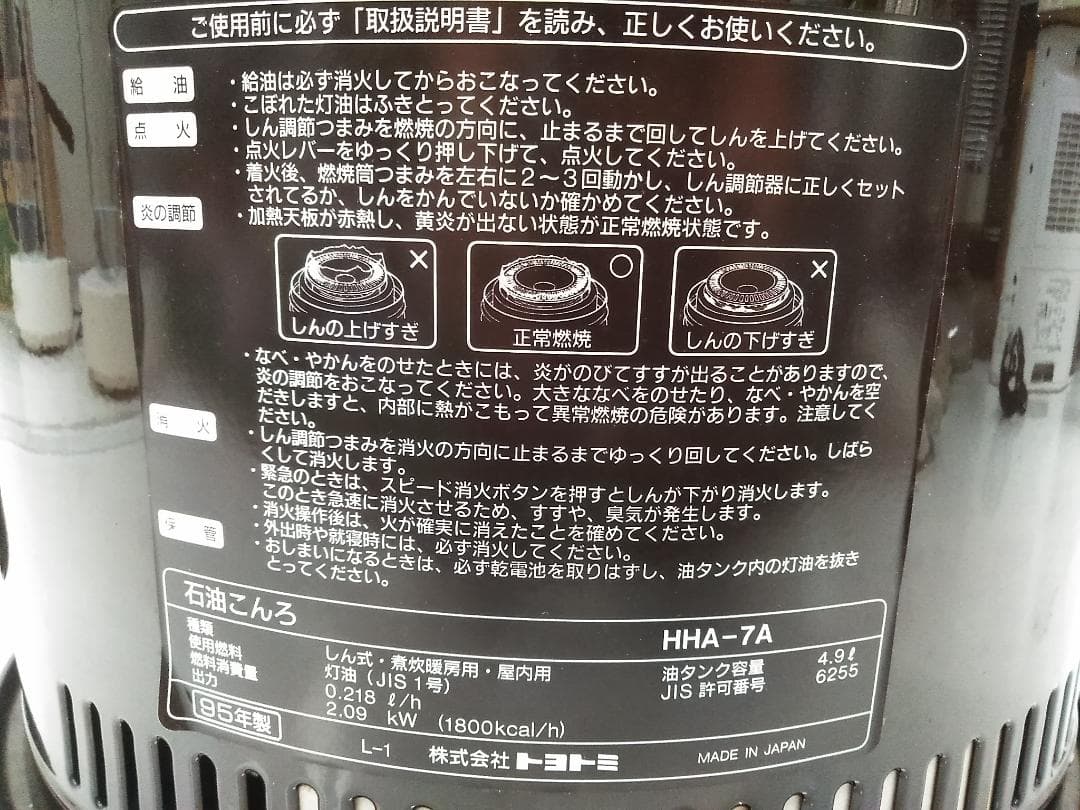 ご使用前に必ず「取扱説明書」を読み、正しくお使いください。
給油
・給油は必ず消火してからおこなってください。
・こぼれた灯油はふきとってください。
点火
・しん調節つまみを燃焼の方向に、止まるまで回してしんを上げてください。
・点火レバーをゆっくり押し下げて、点火してください。
・着火後、燃焼筒つまみを左右に2〜3回動かし、しん調節器に正しくセット
されてるか、しんをかんでいないか確かめてください。
炎の調節
・加熱天板が赤熱し、黄炎が出ない状態が正常燃焼状態です。
× ○ ×
しんの上げすぎ 正常燃焼 しんの下げすぎ
・なべ・やかんをのせたときには、炎がのびてすすが出ることがありますので、
炎の調節をおこなってください。大きななべをのせたり、なべ・やかんを空
だきしますと、内部に熱がこもって異常燃焼の危険があります。注意してく
ださい。
消火
・しん調節つまみを消火の方向に止まるまでゆっくり回してください。しばら
くして消火します。
・緊急のときは、スピード消火ボタンを押すとしんが下がり消火します。
このとき急速に消火させるため、すすや、臭気が発生します。
・消火操作後は、火が確実に消えたことを確めてください。
・外出時や就寝時には、必ず消火してください。
保管
・おしまいになるときは、必ず乾電池を取りはずし、油タンク内の灯油を抜き
とってください。
石油こんろ HHA-7A
種類 しん式・煮炊暖房用・屋内用
使用燃料 灯油(JIS1号)
燃料消費量 0.218 ℓ/h
出力 2.09 kW (1800kcal/h)
油タンク容量 4.9ℓ
JIS 許可番号 6255
95年製
L-1 株式会社トヨトミ MADE IN JAPAN